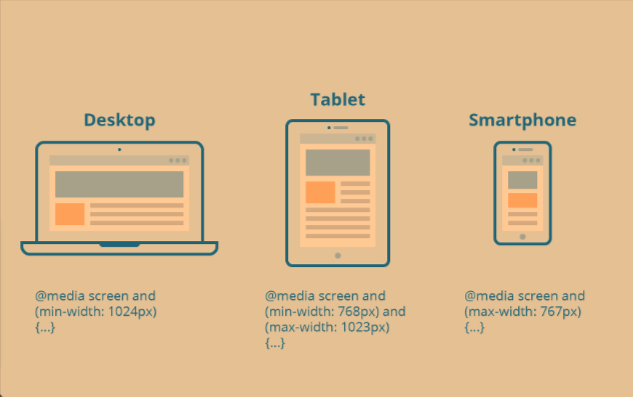 Desktop
@media screen and
(min-width: 1024px)
{...}
Tablet
@media screen and
(min-width: 768px) and
(max-width: 1023px)
{...}
Smartphone
@media screen and
(max-width: 767px)
{...}